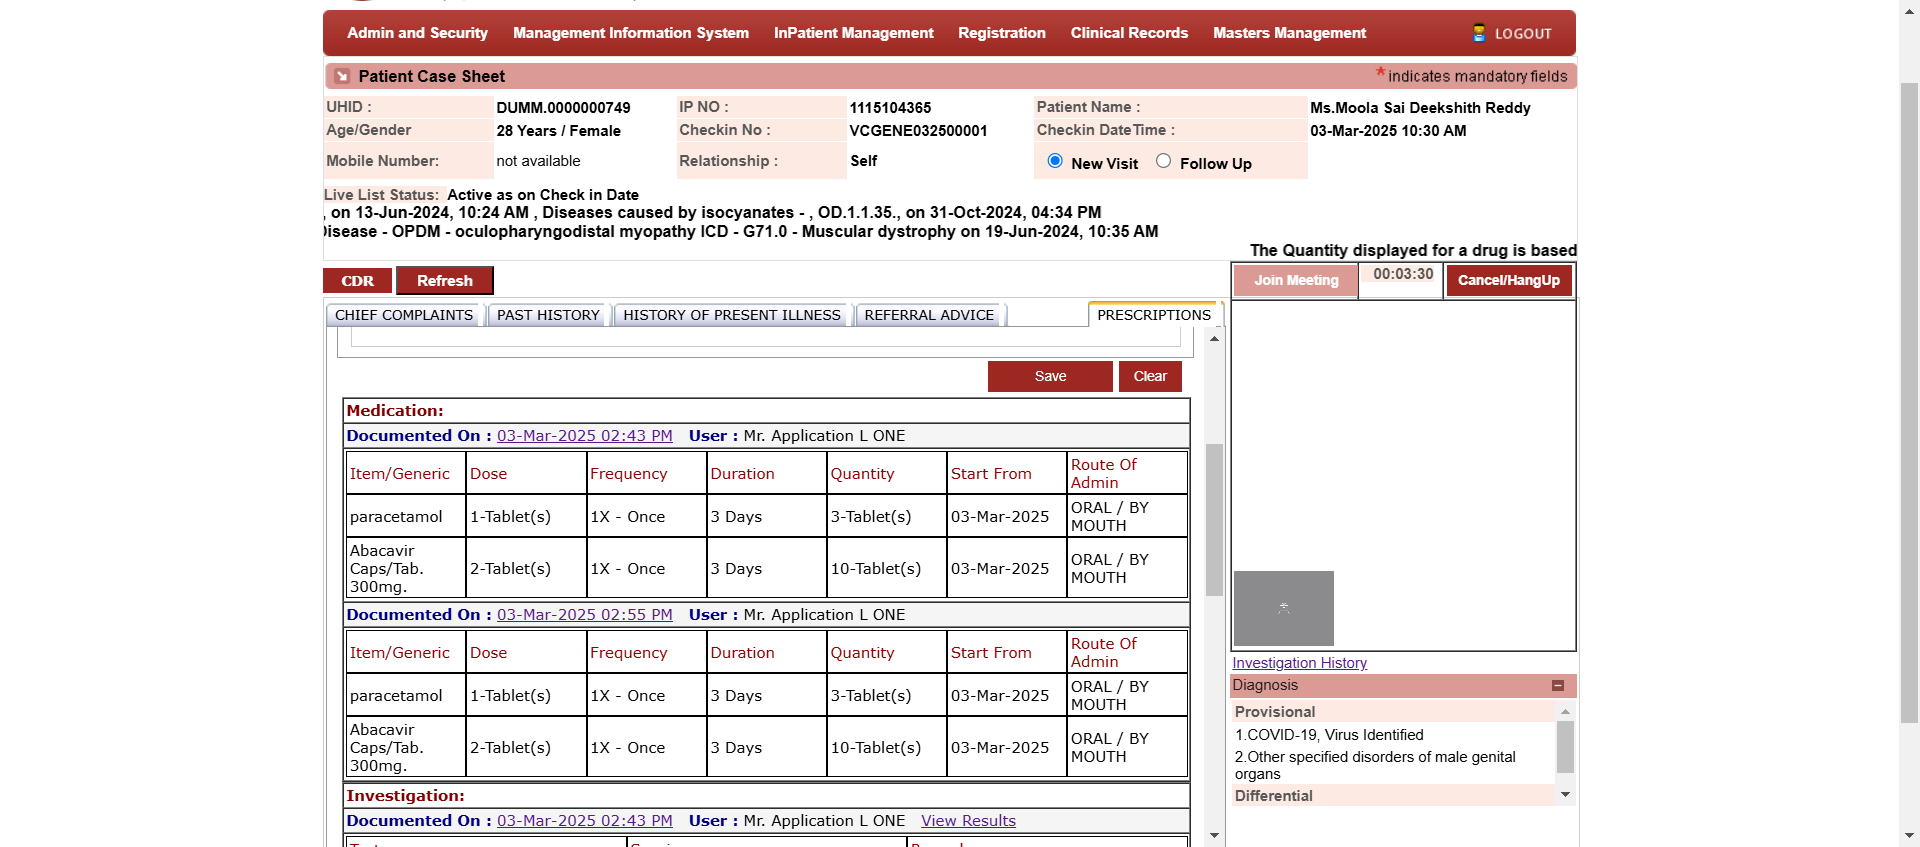 Admin and Security Management Information System InPatient Management Registration Clinical Records Masters Management LOGOUT
Patient Case Sheet * indicates mandatory fields
UHID : DUMM.0000000749 IP NO : 1115104365 Patient Name : Ms.Moola Sai Deekshith Reddy
Age/Gender 28 Years / Female Checkin No : VCGENE032500001 Checkin DateTime : 03-Mar-2025 10:30 AM
Mobile Number: not available Relationship : Self New Visit Follow Up
Live List Status: Active as on Check in Date
, on 13-Jun-2024, 10:24 AM , Diseases caused by isocyanates - , OD.1.1.35., on 31-Oct-2024, 04:34 PM
Disease - OPDM - oculopharyngodistal myopathy ICD - G71.0 - Muscular dystrophy on 19-Jun-2024, 10:35 AM
The Quantity displayed for a drug is based
CDR Refresh Join Meeting 00:03:30 Cancel/HangUp
CHIEF COMPLAINTS PAST HISTORY HISTORY OF PRESENT ILLNESS REFERRAL ADVICE PRESCRIPTIONS
Save Clear
Medication:
Documented On : 03-Mar-2025 02:43 PM User : Mr. Application L ONE
Item/Generic Dose Frequency Duration Quantity Start From Route Of
Admin
paracetamol 1-Tablet(s) 1X - Once 3 Days 3-Tablet(s) 03-Mar-2025 ORAL / BY
MOUTH
Abacavir
Caps/Tab. 2-Tablet(s) 1X - Once 3 Days 10-Tablet(s) 03-Mar-2025 ORAL / BY
300mg. MOUTH
Documented On : 03-Mar-2025 02:55 PM User : Mr. Application L ONE
Item/Generic Dose Frequency Duration Quantity Start From Route Of
Admin
paracetamol 1-Tablet(s) 1X - Once 3 Days 3-Tablet(s) 03-Mar-2025 ORAL / BY
MOUTH
Abacavir
Caps/Tab. 2-Tablet(s) 1X - Once 3 Days 10-Tablet(s) 03-Mar-2025 ORAL / BY
300mg. MOUTH
Investigation:
Documented On : 03-Mar-2025 02:43 PM User : Mr. Application L ONE View Results
Investigation History
Diagnosis
Provisional
1.COVID-19, Virus Identified
2.Other specified disorders of male genital
organs
Differential